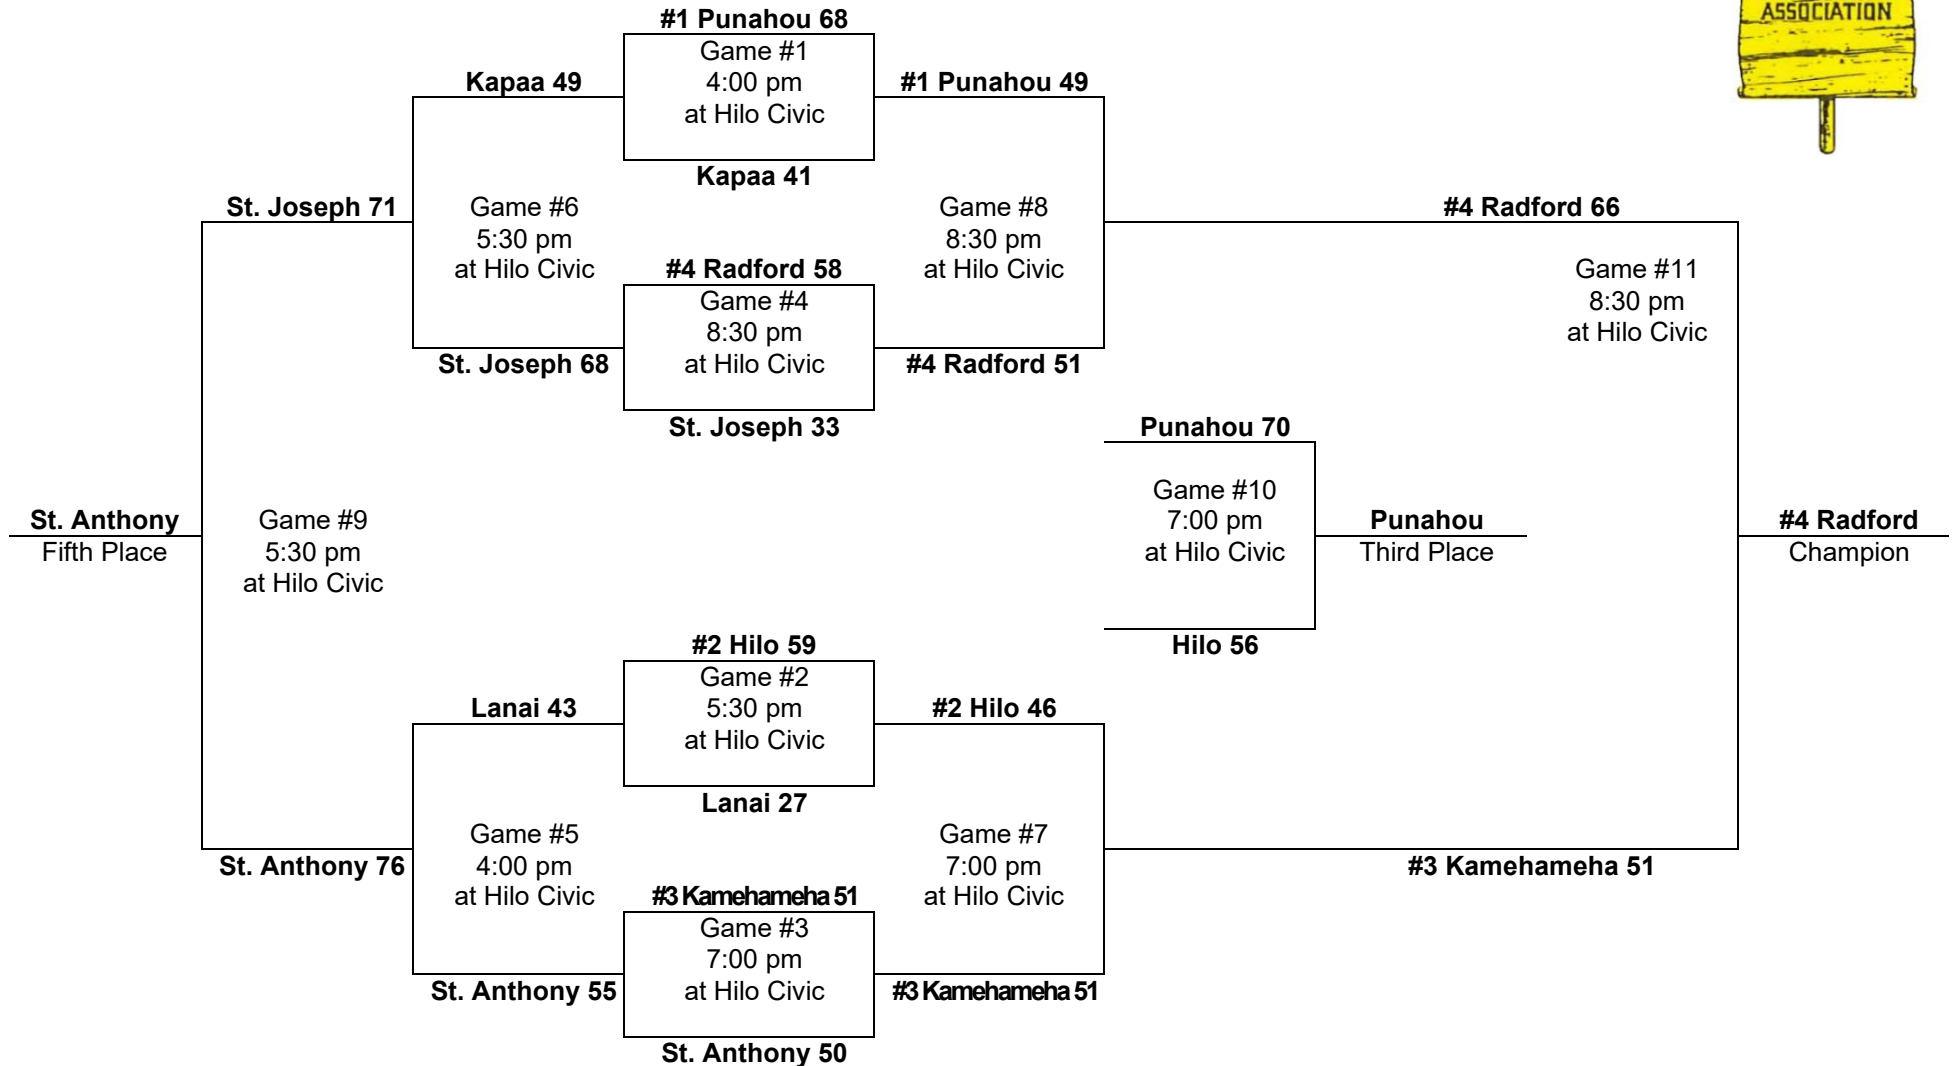 ASSOCIATION
#1 Punahou 68
Game #1
4:00 pm
at Hilo Civic
Kapaa 41
Kapaa 49
#1 Punahou 49
St. Joseph 71
Game #6
5:30 pm
at Hilo Civic
Game #8
8:30 pm
at Hilo Civic
#4 Radford 66
#4 Radford 58
Game #4
8:30 pm
at Hilo Civic
St. Joseph 33
St. Joseph 68
#4 Radford 51
Game #11
8:30 pm
at Hilo Civic
Punahou 70
Game #10
7:00 pm
at Hilo Civic
Hilo 56
Punahou
Third Place
#4 Radford
Champion
St. Anthony
Fifth Place
Game #9
5:30 pm
at Hilo Civic
#2 Hilo 59
Game #2
5:30 pm
at Hilo Civic
Lanai 27
Lanai 43
#2 Hilo 46
St. Anthony 76
Game #5
4:00 pm
at Hilo Civic
Game #7
7:00 pm
at Hilo Civic
#3 Kamehameha 51
#3 Kamehameha 51
Game #3
7:00 pm
at Hilo Civic
St. Anthony 50
St. Anthony 55
#3 Kamehameha 51